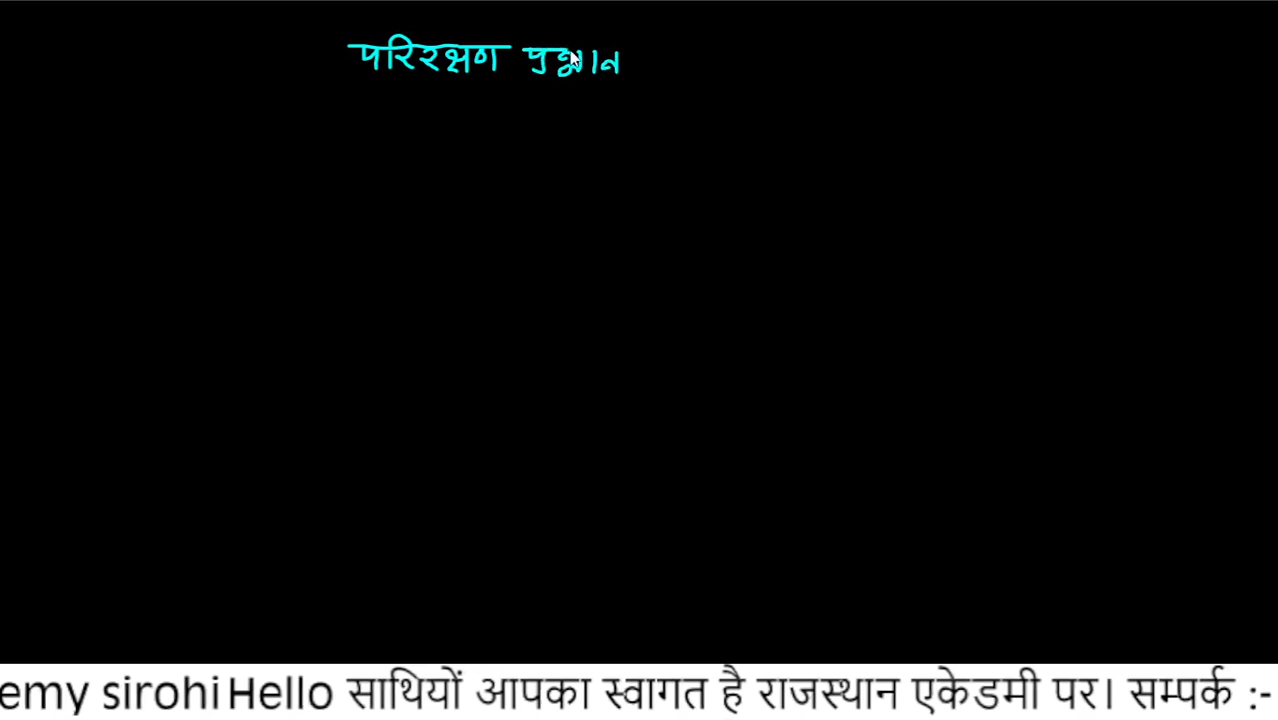 परिरक्षण
emy sirohi Hello साथियों आपका स्वागत है राजस्थान एकेडमी पर। सम्पर्क :-